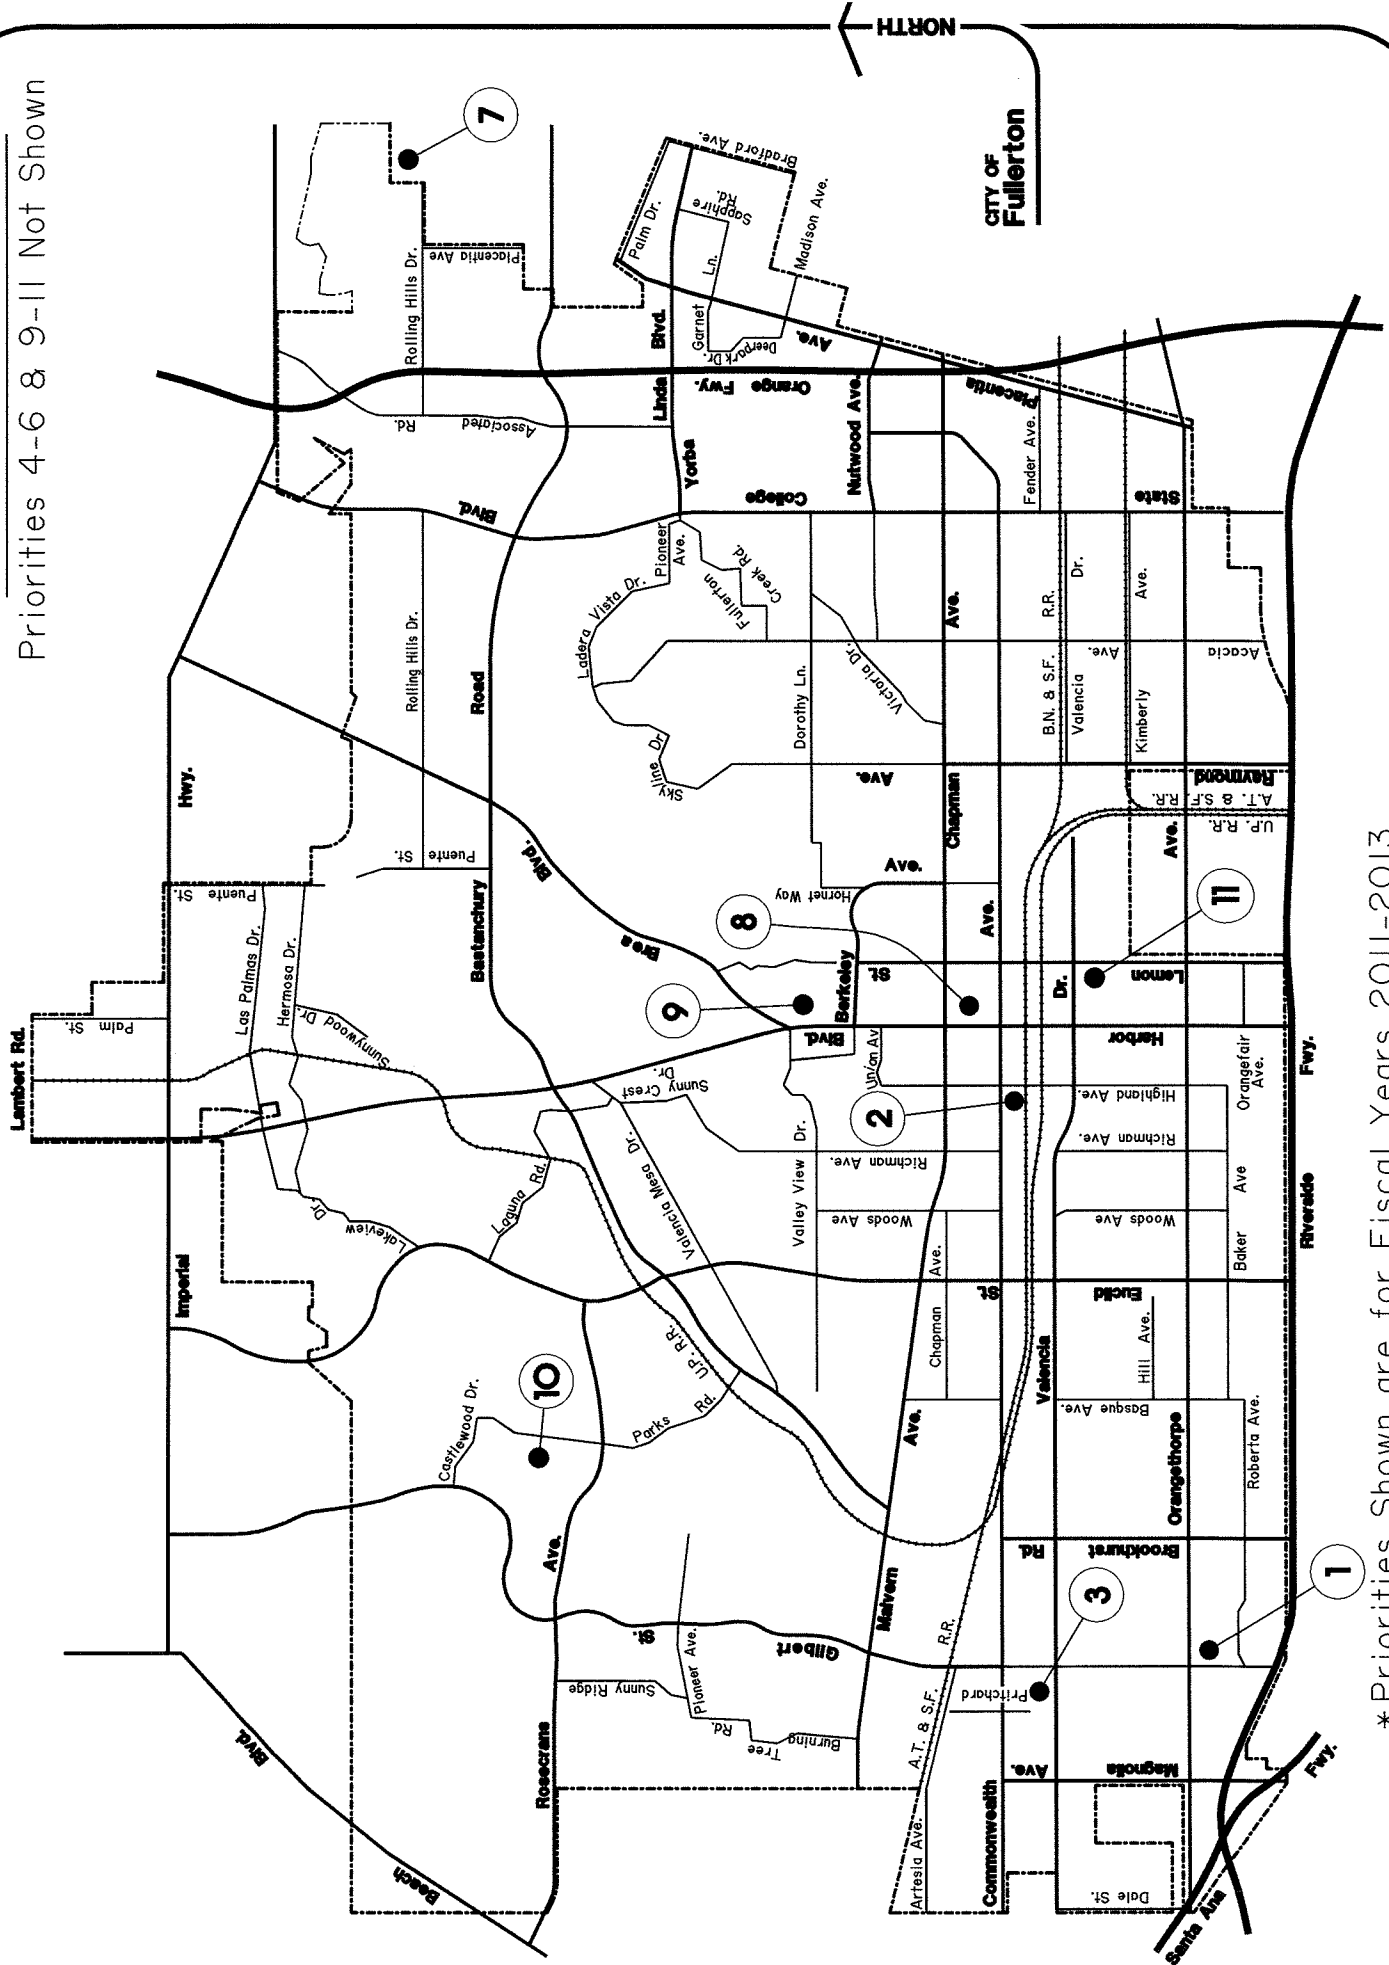 Priorities 4-6 & 9-11 Not Shown
NORTH
CITY OF
Fullerton
7
Bradford Ave.
Palm Dr.
Sapphire
Rd.
Madison Ave.
Garnet
Ln.
Deerpark Dr.
Placentia Ave
Rolling Hills Dr.
Associated
Rd.
Orange
Fwy.
Yorba
Linda
Blvd.
Placentia
Ave.
Nutwood Ave.
Fender Ave.
State
College
Blvd.
Pioneer
Ave.
Ladera Vista Dr.
Fullerton
Creek Rd.
Skyline Dr
Dorothy Ln.
Victoria Dr.
Acacia
Ave.
B.N. & S.F. R.R.
Valencia
Dr.
Kimberly
Ave.
Rolling Hills Dr.
Bastanchury
Road
Imperial
Hwy.
Raymond
Ave.
A.T. & S.F. R.R.
U.P. R.R.
Chapman
Ave.
Brea
Blvd.
Puente
St.
Puente St.
Hornet Way
Ave.
Berkeley
8
9
11
Lemon
St
Las Palmas Dr.
Hermosa Dr.
Sunnywood Dr.
Palm St.
Lambert Rd.
Harbor
Blvd.
Union Av
Orangefair
Ave.
Highland Ave.
Richman Ave.
Richman Ave.
Sunny Crest
Dr.
2
Valencia Mesa Dr.
Valley View Dr.
Woods Ave
Woods Ave
Laguna Rd.
Lakeview
Dr.
Euclid
St
Baker Ave
Chapman Ave.
Hill Ave.
Basque Ave.
Valencia
Dr.
U.P. R.R.
Parks Rd.
Castlewood Dr.
10
Orangethorpe
Ave.
Roberta Ave.
Riverside
Fwy.
Brookhurst
Rd
Malvern
Ave.
3
1
Gilbert
St.
Pioneer Ave.
Sunny Ridge
Burning
Tree
Rd.
Rosecrans
Ave.
Beach
Blvd.
Pritchard
A.T. & S.F. R.R.
Magnolia
Ave.
Artesia Ave.
Commonwealth
Ave.
Dale St.
Santa Ana
Fwy.
*Priorities Shown are for Fiscal Years 2011-2013